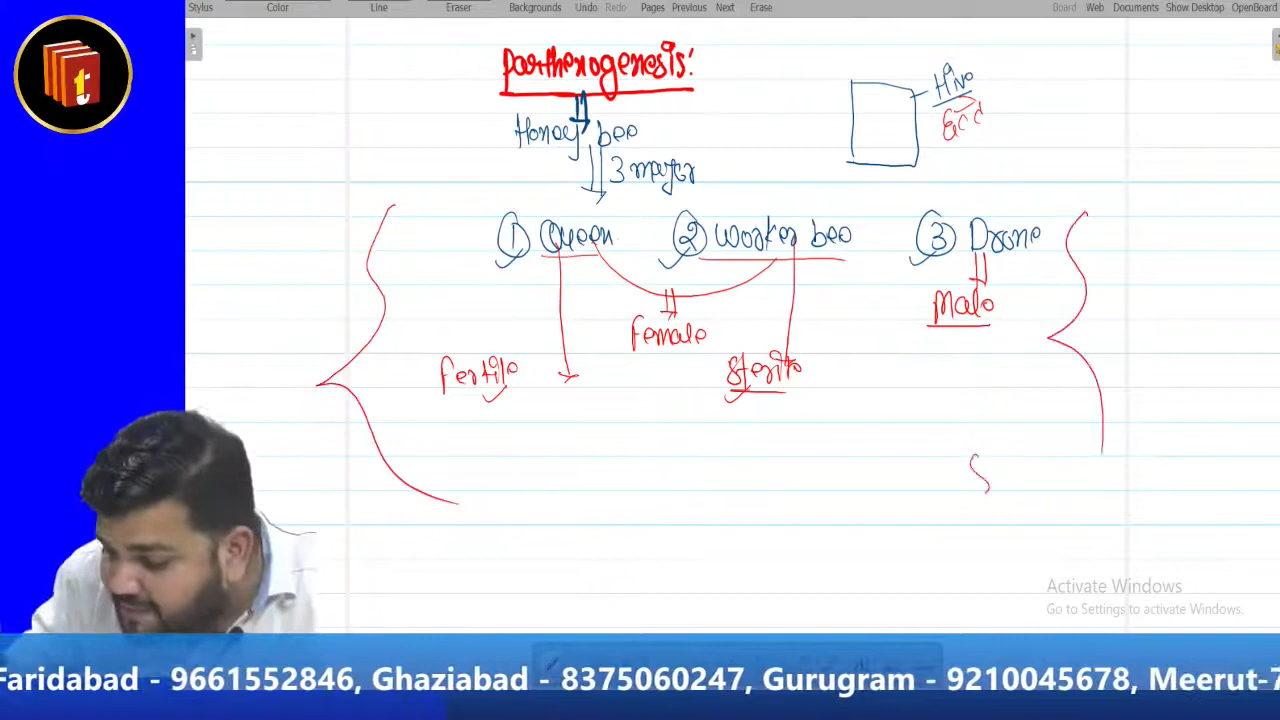 Stylus Color Line Eraser Backgrounds Undo Redo Pages Previous Next Erase Board Web Documents Show Desktop OpenBoard
Parthenogenesis:
Hive
Egg
Honey bee
3 major
① Queen ② Worker bee ③ Drone
Male
Female
Fertile Sterile
t
Activate Windows
Go to Settings to activate Windows.
Faridabad - 9661552846, Ghaziabad - 8375060247, Gurugram - 9210045678, Meerut-7